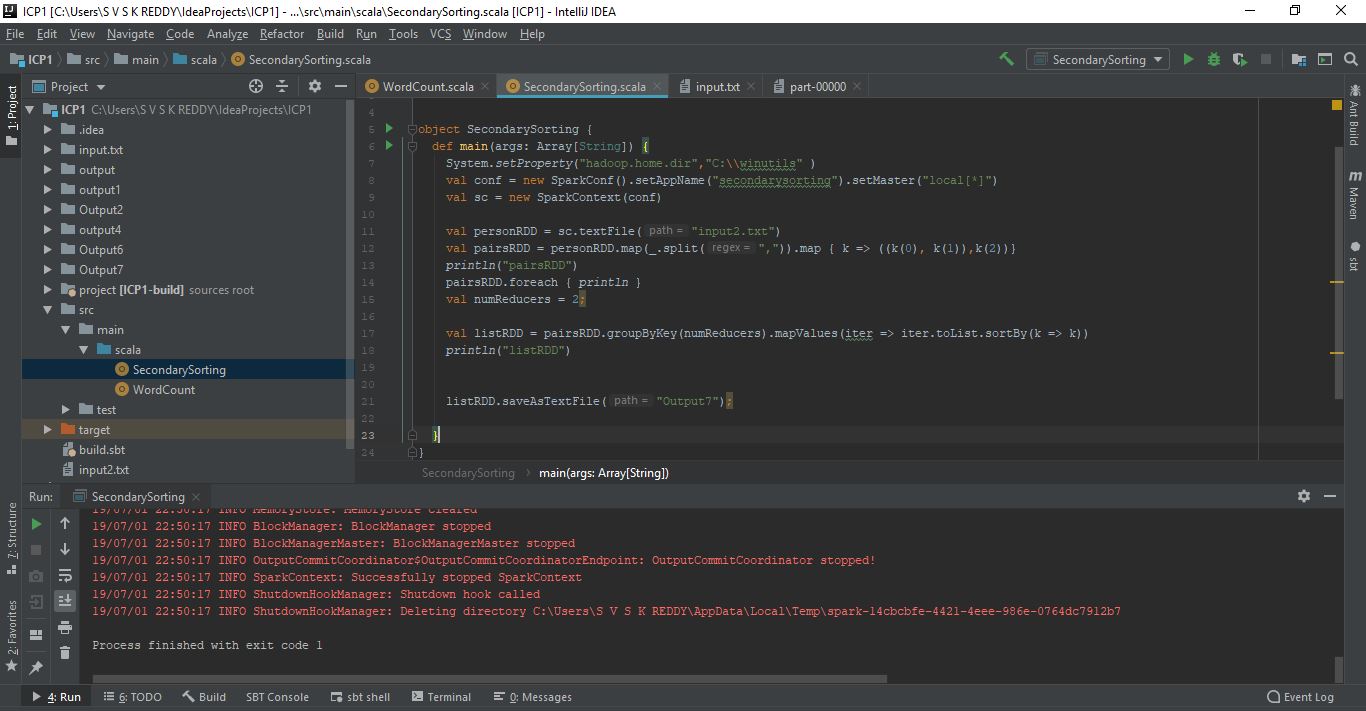 ICP1 [C:\Users\S V S K REDDY\IdeaProjects\ICP1] - ...\src\main\scala\SecondarySorting.scala [ICP1] - IntelliJ IDEA
File Edit View Navigate Code Analyze Refactor Build Run Tools VCS Window Help
ICP1 src main scala SecondarySorting.scala SecondarySorting
Project
WordCount.scala SecondarySorting.scala input.txt part-00000
1: Project
ICP1 C:\Users\S V S K REDDY\IdeaProjects\ICP1
.idea
input.txt
output
output1
Output2
output4
Output6
Output7
project [ICP1-build] sources root
src
main
scala
SecondarySorting
WordCount
test
target
build.sbt
input2.txt
4
5 object SecondarySorting {
6 def main(args: Array[String]) {
7 System.setProperty("hadoop.home.dir","C:\\winutils" )
8 val conf = new SparkConf().setAppName("secondarysorting").setMaster("local[*]")
9 val sc = new SparkContext(conf)
10
11 val personRDD = sc.textFile( path = "input2.txt")
12 val pairsRDD = personRDD.map(_.split( regex = ",")).map { k => ((k(0), k(1)),k(2))}
13 println("pairsRDD")
14 pairsRDD.foreach { println }
15 val numReducers = 2;
16
17 val listRDD = pairsRDD.groupByKey(numReducers).mapValues(iter => iter.toList.sortBy(k => k))
18 println("listRDD")
19
20
21 listRDD.saveAsTextFile( path = "Output7");
22
23 }
24 }
SecondarySorting main(args: Array[String])
Ant Build
Maven
sbt
Run: SecondarySorting
19/07/01 22:50:17 INFO MemoryStore: MemoryStore cleared
19/07/01 22:50:17 INFO BlockManager: BlockManager stopped
19/07/01 22:50:17 INFO BlockManagerMaster: BlockManagerMaster stopped
19/07/01 22:50:17 INFO OutputCommitCoordinator$OutputCommitCoordinatorEndpoint: OutputCommitCoordinator stopped!
19/07/01 22:50:17 INFO SparkContext: Successfully stopped SparkContext
19/07/01 22:50:17 INFO ShutdownHookManager: Shutdown hook called
19/07/01 22:50:17 INFO ShutdownHookManager: Deleting directory C:\Users\S V S K REDDY\AppData\Local\Temp\spark-14cbcbfe-4421-4eee-986e-0764dc7912b7
Process finished with exit code 1
7: Structure
2: Favorites
4: Run 6: TODO Build SBT Console sbt shell Terminal 0: Messages Event Log